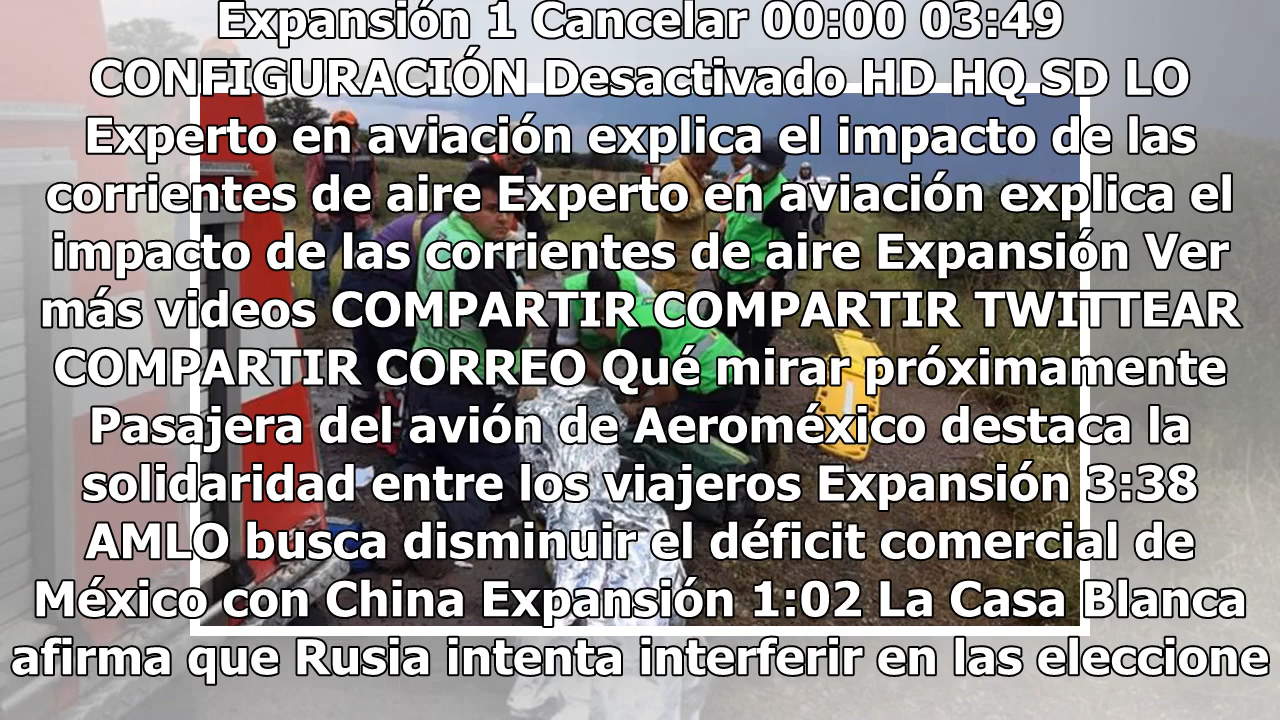 Expansión 1 Cancelar 00:00 03:49
CONFIGURACIÓN Desactivado HD HQ SD LO
Experto en aviación explica el impacto de las
corrientes de aire Experto en aviación explica el
impacto de las corrientes de aire Expansión Ver
más videos COMPARTIR COMPARTIR TWITTEAR
COMPARTIR CORREO Qué mirar próximamente
Pasajera del avión de Aeroméxico destaca la
solidaridad entre los viajeros Expansión 3:38
AMLO busca disminuir el déficit comercial de
México con China Expansión 1:02 La Casa Blanca
afirma que Rusia intenta interferir en las eleccione